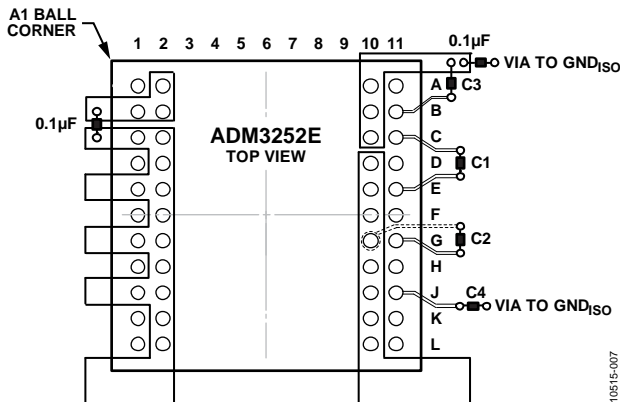 A1 BALL
CORNER
1 2 3 4 5 6 7 8 9 10 11
0.1µF
VIA TO GNDISO
A
C3
B
0.1µF
ADM3252E
TOP VIEW
C
D
C1
E
F
G
C2
H
J
C4
VIA TO GNDISO
K
L
10515-007